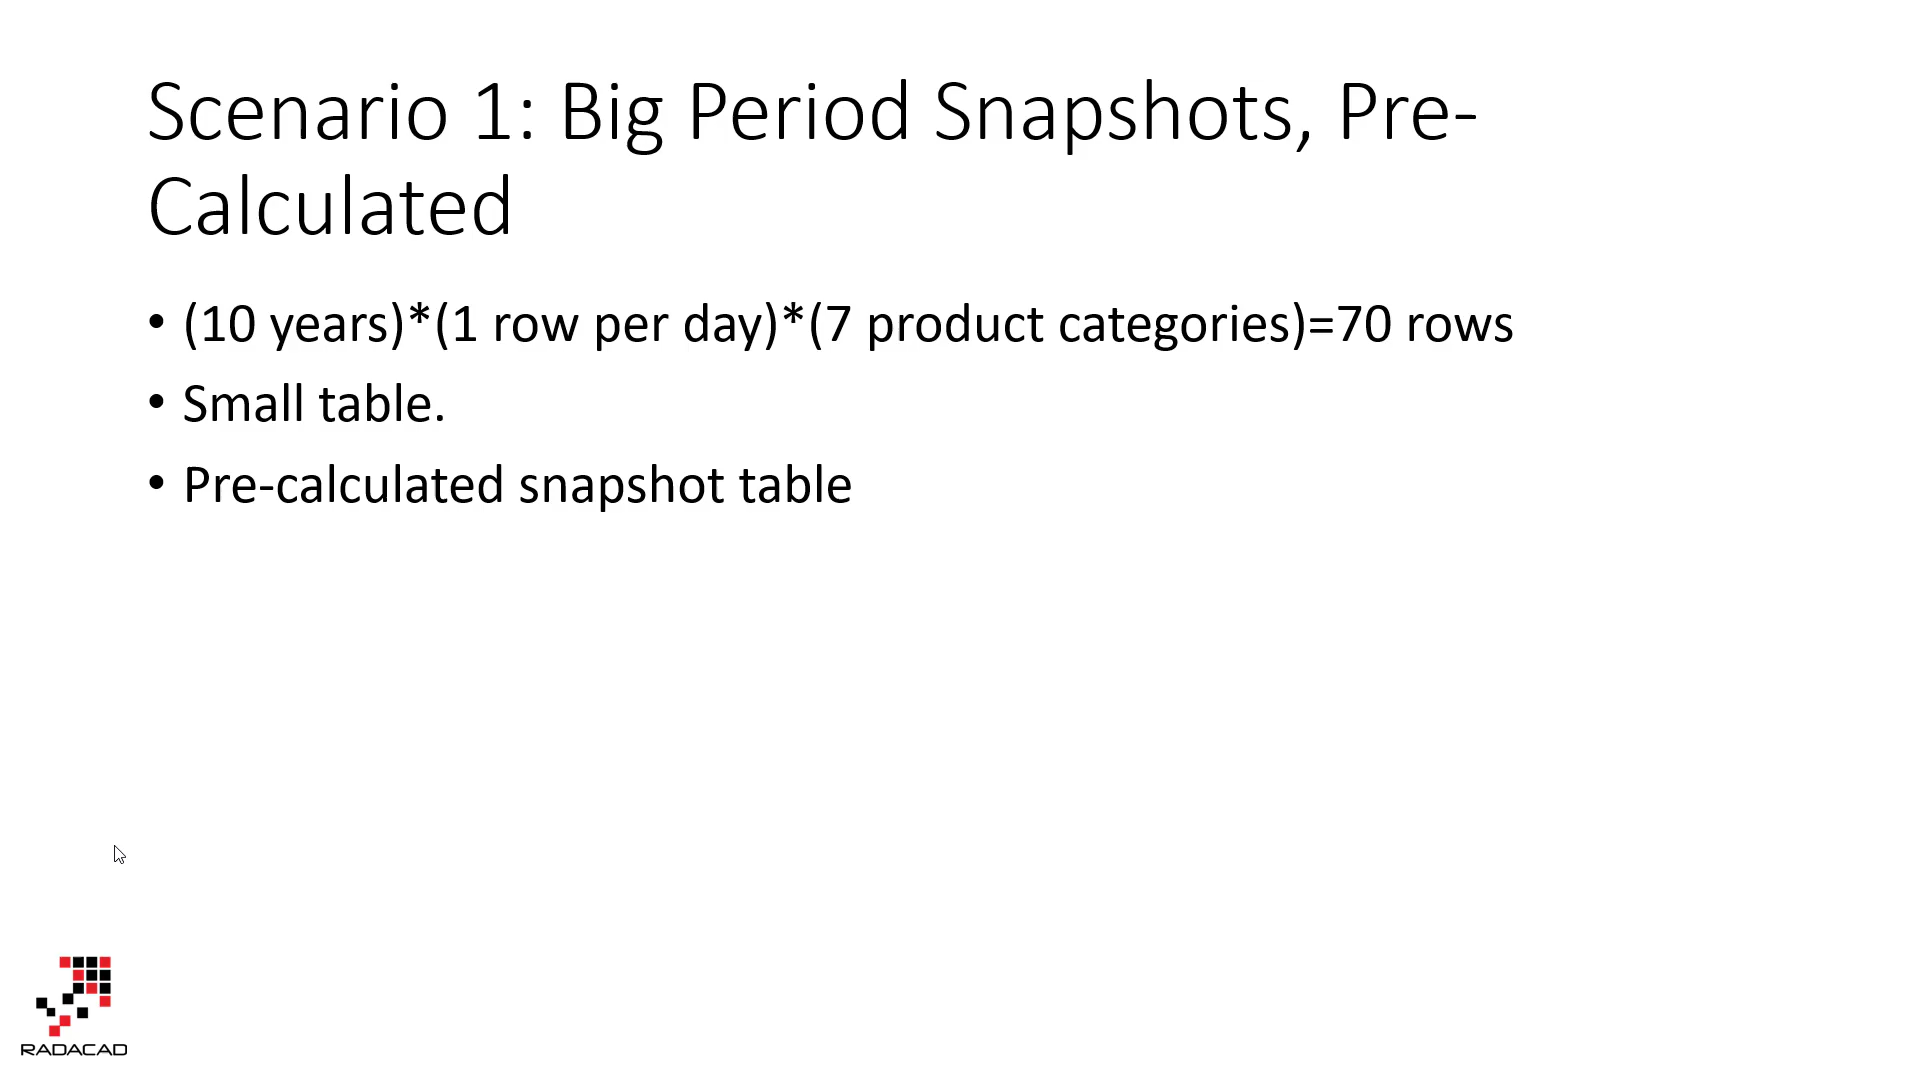 Scenario 1: Big Period Snapshots, Pre-
Calculated
• (10 years)*(1 row per day)*(7 product categories)=70 rows
• Small table.
• Pre-calculated snapshot table
RADACAD